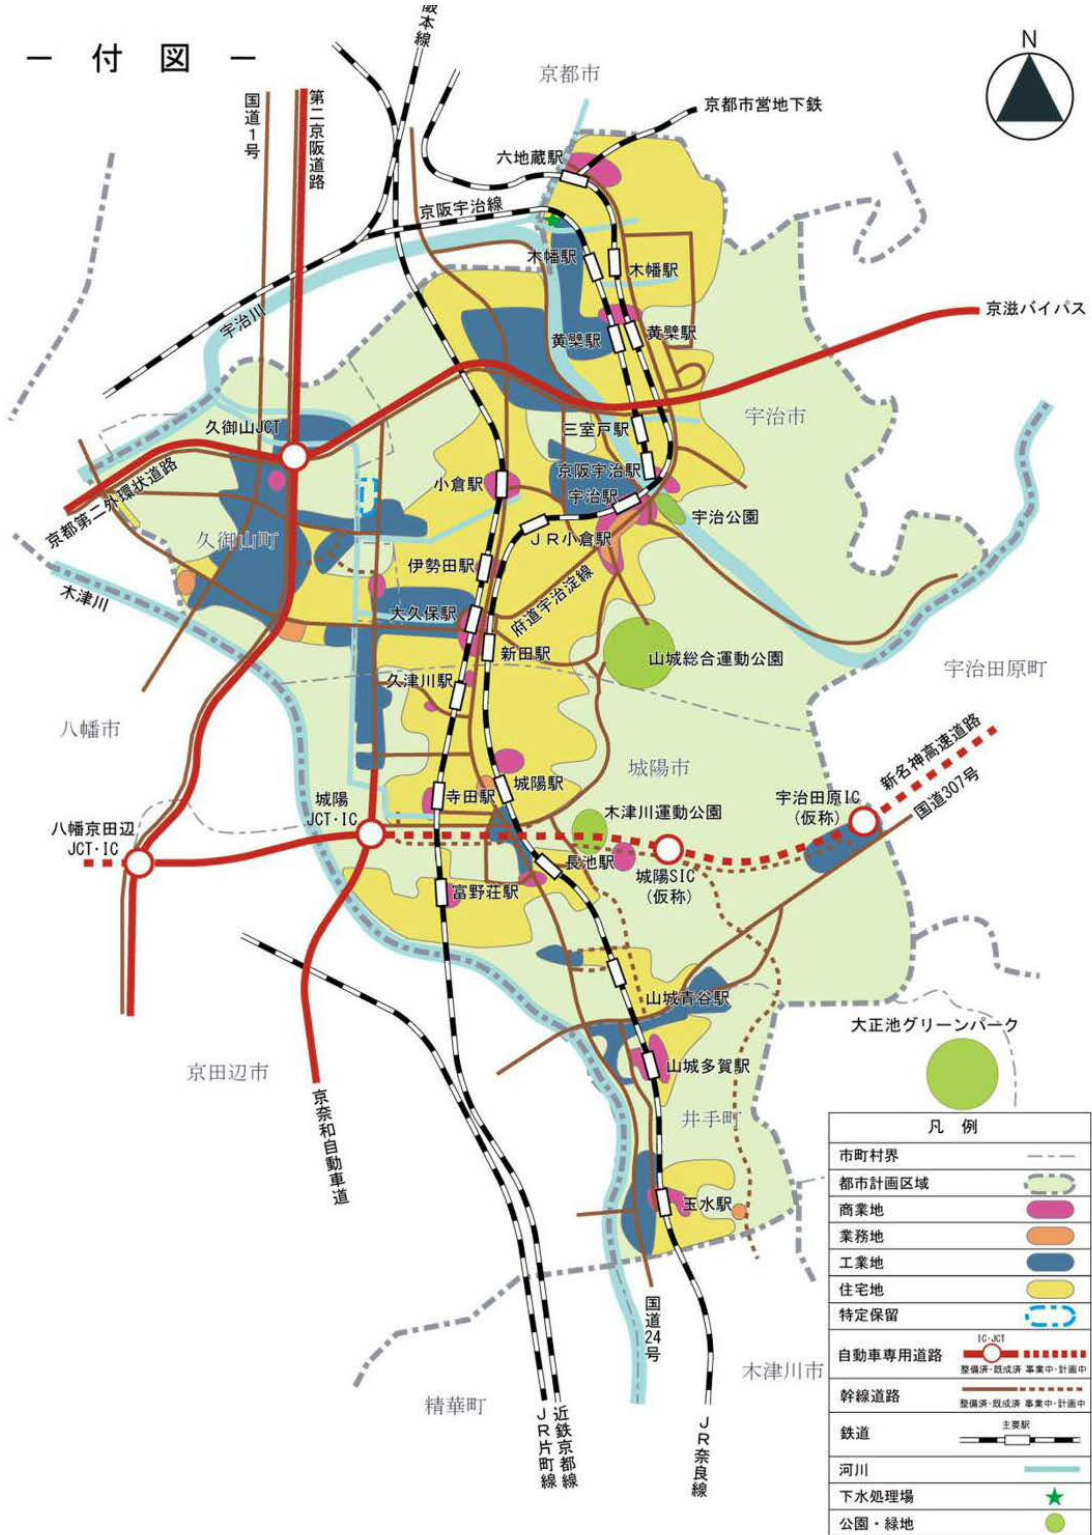 ― 付 図 ―
阪本線
N
京都市
国道1号
第二京阪道路
京都市営地下鉄
六地蔵駅
京阪宇治線
木幡駅
木幡駅
宇治川
京滋バイパス
黄檗駅
黄檗駅
宇治市
久御山JCT
三室戸駅
京都第二外環状道路
京阪宇治駅
小倉駅
宇治駅
宇治公園
久御山町
JR小倉駅
伊勢田駅
木津川
府道宇治淀線
大久保駅
新田駅
山城総合運動公園
宇治田原町
久津川駅
八幡市
新名神高速道路
城陽市
城陽駅
宇治田原IC
(仮称)
国道307号
寺田駅
城陽
JCT・IC
木津川運動公園
八幡京田辺
JCT・IC
長池駅
城陽SIC
(仮称)
富野荘駅
山城青谷駅
大正池グリーンパーク
山城多賀駅
京田辺市
井手町
京奈和自動車道
玉水駅
国道24号
木津川市
精華町
JR片町線
近鉄京都線
JR奈良線
凡 例
市町村界
都市計画区域
商業地
業務地
工業地
住宅地
特定保留
自動車専用道路
IC・JCT
整備済・既成済 事業中・計画中
幹線道路
整備済・既成済 事業中・計画中
鉄道
主要駅
河川
下水処理場
公園・緑地